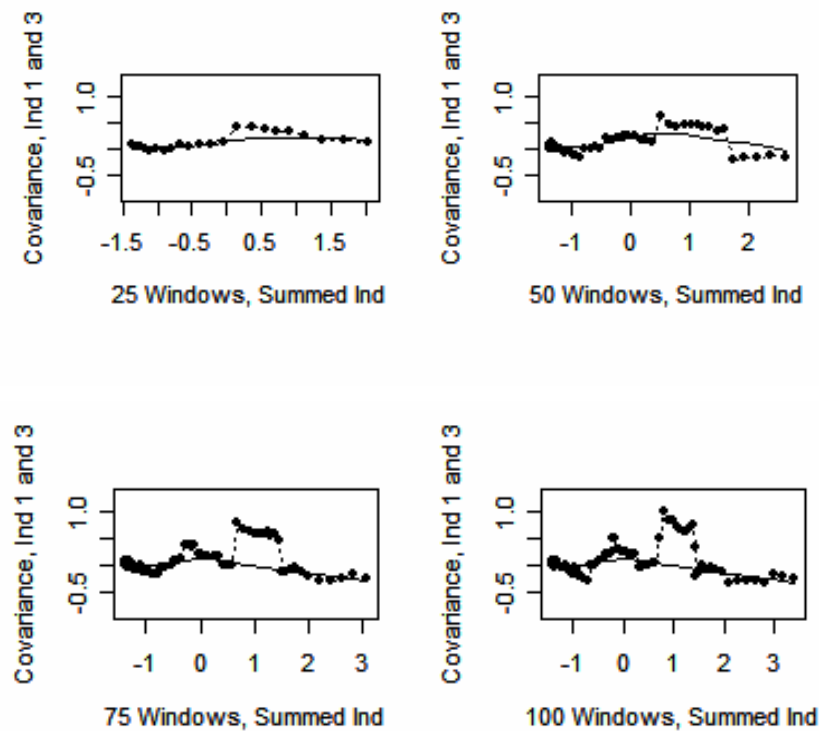 Covariance, Ind 1 and 3
1.0
-0.5
-1.5 -0.5 0.5 1.5
25 Windows, Summed Ind
Covariance, Ind 1 and 3
1.0
-0.5
-1 0 1 2
50 Windows, Summed Ind
Covariance, Ind 1 and 3
1.0
-0.5
-1 0 1 2 3
75 Windows, Summed Ind
Covariance, Ind 1 and 3
1.0
-0.5
-1 0 1 2 3
100 Windows, Summed Ind